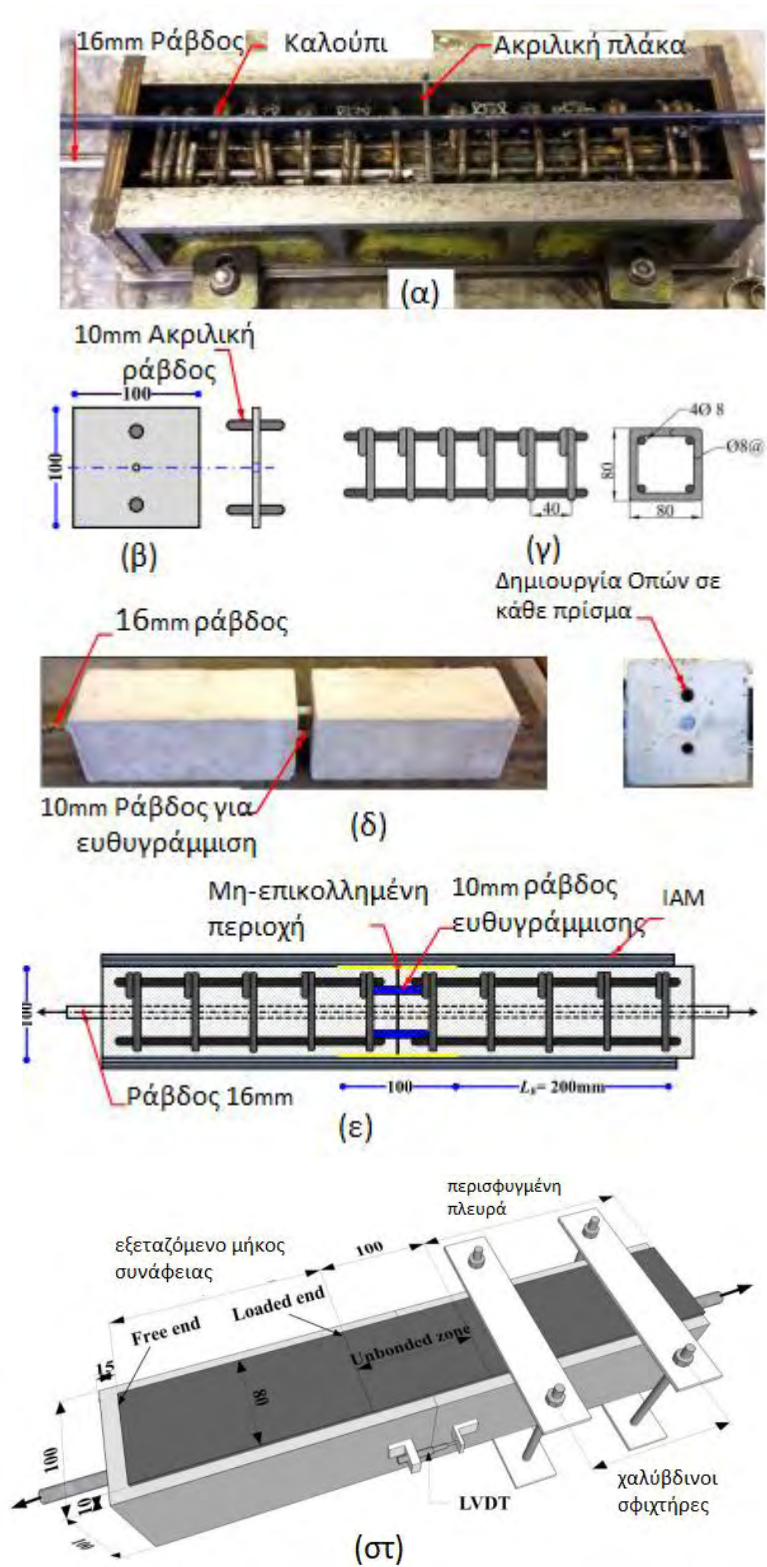 16mm Ράβδος
Καλούπι
Ακριλική πλάκα
(α)
10mm Ακριλική
ράβδος
100
100
(β)
4Ø 8
Ø8@
80
80
40
(γ)
Δημιουργία Οπών σε
κάθε πρίσμα
16mm ράβδος
10mm Ράβδος για
ευθυγράμμιση
(δ)
Μη-επικολλημένη
περιοχή
10mm ράβδος
ευθυγράμμισης
IAM
100
Ράβδος 16mm
100
= 200mm
(ε)
περισφυγμένη
πλευρά
εξεταζόμενο μήκος
συνάφειας
100
Loaded end
Free end
Unbonded zone
15
80
100
10
100
LVDT
χαλύβδινοι
σφιχτήρες
(στ)